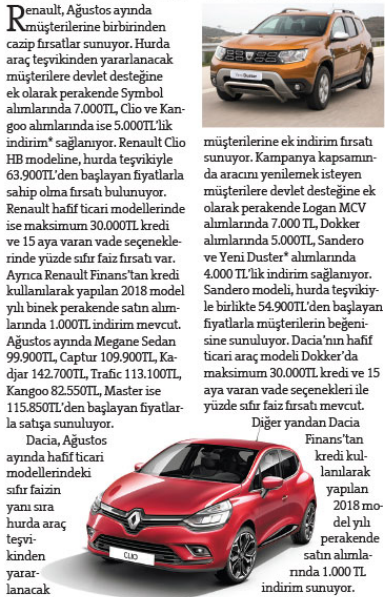 Renault, Ağustos ayında
müşterilerine birbirinden
cazip fırsatlar sunuyor. Hurda
araç teşvikinden yararlanacak
müşterilere devlet desteğine
ek olarak perakende Symbol
alımlarında 7.000TL, Clio ve Kan-
goo alımlarında ise 5.000TL'lik
indirim* sağlanıyor. Renault Clio
HB modeline, hurda teşvikiyle
63.900TL'den başlayan fiyatlarla
sahip olma fırsatı bulunuyor.
Renault hafif ticari modellerinde
ise maksimum 30.000TL kredi
ve 15 aya varan vade seçenekle-
rinde yüzde sıfır faiz fırsatı var.
Ayrıca Renault Finans'tan kredi
kullanılarak yapılan 2018 model
yılı binek perakende satın alım-
larında 1.000TL indirim mevcut.
Ağustos ayında Megane Sedan
99.900TL, Captur 109.900TL, Ka-
djar 142.700TL, Trafic 113.100TL,
Kangoo 82.550TL, Master ise
115.850TL'den başlayan fiyatlar-
la satışa sunuluyor.
Dacia, Ağustos
ayında hafif ticari
modellerindeki
sıfır faizin
yanı sıra
hurda araç
teşvi-
kinden
yarar-
lanacak
müşterilerine ek indirim fırsatı
sunuyor. Kampanya kapsamın-
da aracını yenilemek isteyen
müşterilere devlet desteğine ek
olarak perakende Logan MCV
alımlarında 7.000 TL, Dokker
alımlarında 5.000TL, Sandero
ve Yeni Duster* alımlarında
4.000 TL'lik indirim sağlanıyor.
Sandero modeli, hurda teşvikiy-
le birlikte 54.900TL'den başlayan
fiyatlarla müşterilerin beğeni-
sine sunuluyor. Dacia'nın hafif
ticari araç modeli Dokker'da
maksimum 30.000TL kredi ve 15
aya varan vade seçenekleri ile
yüzde sıfır faiz fırsatı mevcut.
Diğer yandan Dacia
Finans'tan
kredi kul-
lanılarak
yapılan
2018 mo-
del yılı
perakende
satın alımla-
rında 1.000 TL
indirim sunuyor.
CLIO